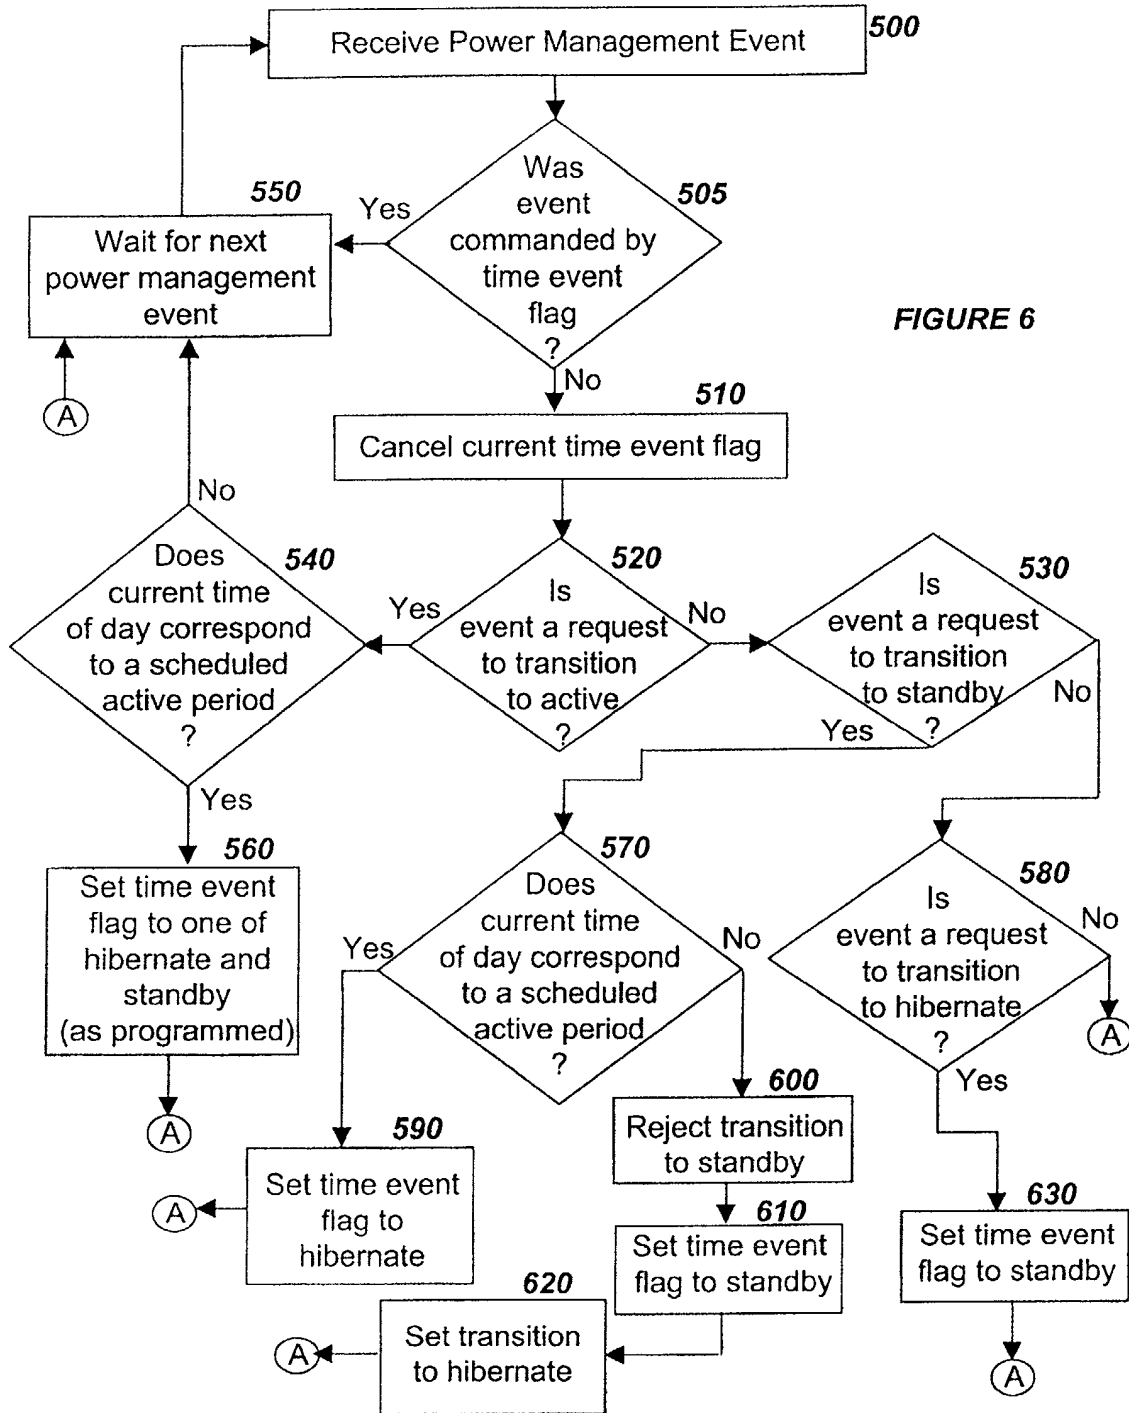 Receive Power Management Event
500
Was
event
commanded by
time event
flag
?
505
Yes
No
550
Wait for next
power management
event
A
FIGURE 6
510
Cancel current time event flag
No
Does
current time
of day correspond
to a scheduled
active period
?
540
Yes
Yes
520
Is
event a request
to transition
to active
?
No
530
Is
event a request
to transition
to standby
?
Yes
No
560
Set time event
flag to one of
hibernate and
standby
(as programmed)
A
570
Does
current time
of day correspond
to a scheduled
active period
?
Yes
No
580
Is
event a request
to transition
to hibernate
?
No
A
Yes
590
Set time event
flag to
hibernate
A
600
Reject transition
to standby
610
Set time event
flag to standby
620
Set transition
to hibernate
A
630
Set time event
flag to standby
A